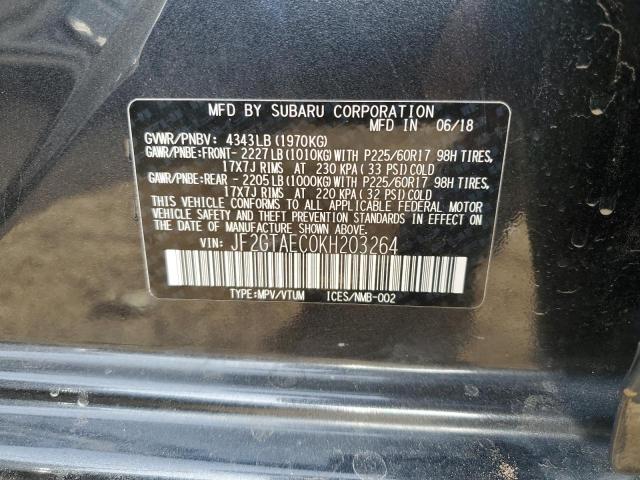 MFD BY SUBARU CORPORATION
MFD IN 06/18
GVWR/PNBV: 4343LB(1970KG)
GAWR/PNBE:FRONT-2227LB(1010KG)WITH P225/60R17 98H TIRES,
17X7J RIMS AT 230 KPA(33 PSI)COLD
GAWR/PNBE:REAR -2205LB(1000KG)WITH P225/60R17 98H TIRES,
17X7J RIMS AT 220 KPA(32 PSI)COLD
THIS VEHICLE CONFORMS TO ALL APPLICABLE FEDERAL MOTOR
VEHICLE SAFETY AND THEFT PREVENTION STANDARDS IN EFFECT ON
THE DATE OF MANUFACTURE SHOWN ABOVE.
VIN: JF2GTAEC0KH203264
TYPE:MPV/VTUM ICES/NMB-002